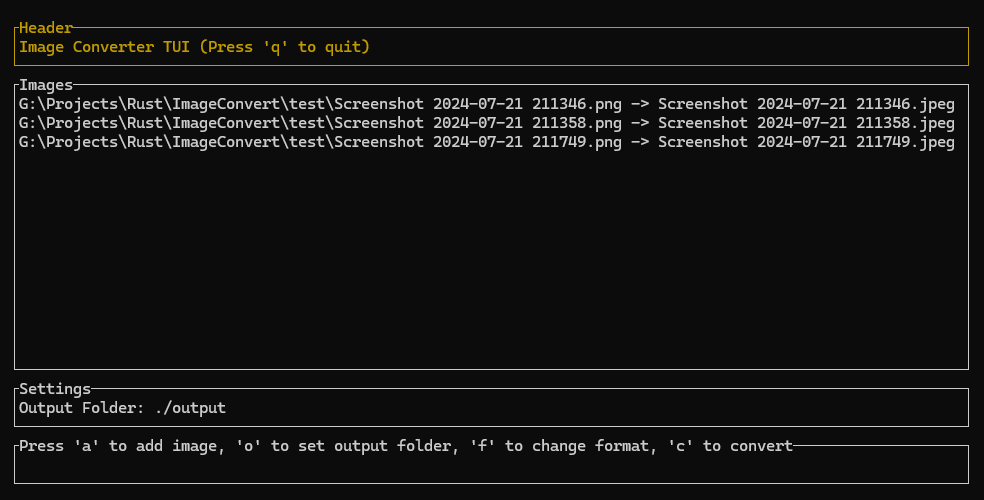 Header
Image Converter TUI (Press 'q' to quit)
Images
G:\Projects\Rust\ImageConvert\test\Screenshot 2024-07-21 211346.png -> Screenshot 2024-07-21 211346.jpeg
G:\Projects\Rust\ImageConvert\test\Screenshot 2024-07-21 211358.png -> Screenshot 2024-07-21 211358.jpeg
G:\Projects\Rust\ImageConvert\test\Screenshot 2024-07-21 211749.png -> Screenshot 2024-07-21 211749.jpeg
Settings
Output Folder: ./output
Press 'a' to add image, 'o' to set output folder, 'f' to change format, 'c' to convert